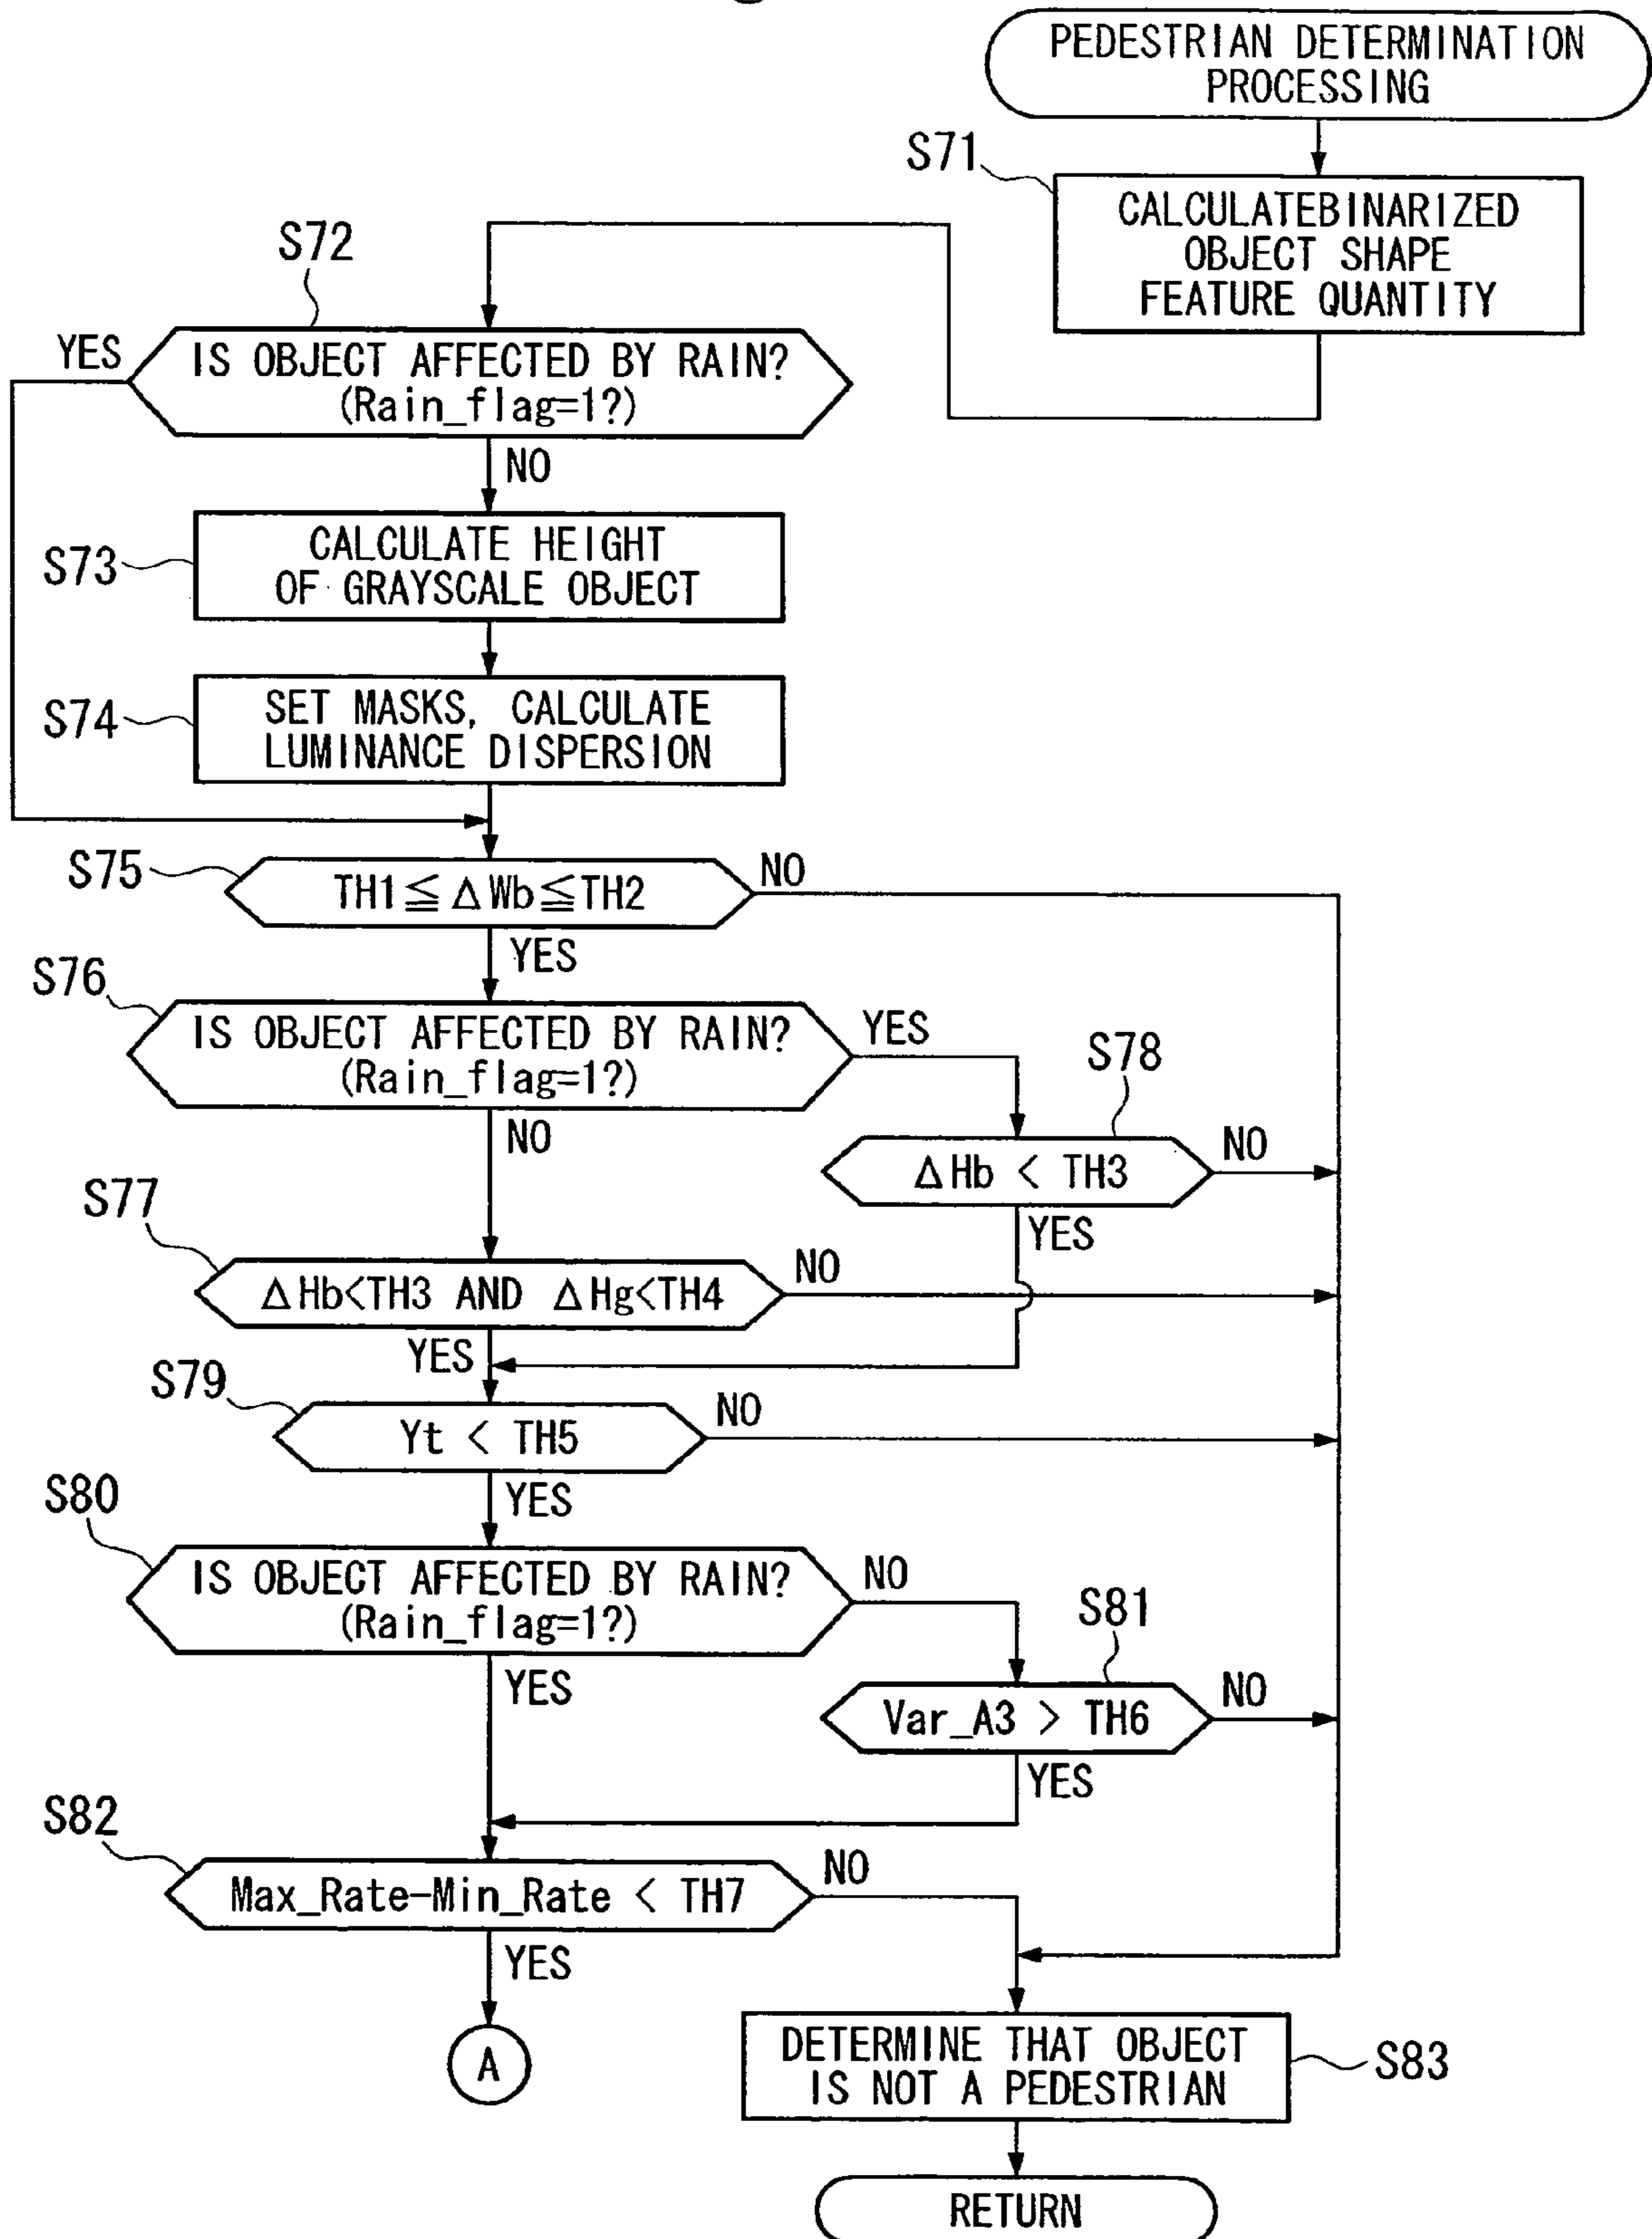 PEDESTRIAN DETERMINATION
PROCESSING
S71
CALCULATEBINARIZED
OBJECT SHAPE
FEATURE QUANTITY
S72
YES
IS OBJECT AFFECTED BY RAIN?
(Rain_flag=1?)
NO
S73
CALCULATE HEIGHT
OF GRAYSCALE OBJECT
S74
SET MASKS, CALCULATE
LUMINANCE DISPERSION
S75
TH1≦ΔWb≦TH2
NO
YES
S76
IS OBJECT AFFECTED BY RAIN?
(Rain_flag=1?)
YES
NO
S78
ΔHb < TH3
NO
YES
S77
ΔHb<TH3 AND ΔHg<TH4
NO
YES
S79
Yt < TH5
NO
YES
S80
IS OBJECT AFFECTED BY RAIN?
(Rain_flag=1?)
NO
YES
S81
Var_A3 > TH6
NO
YES
S82
Max_Rate-Min_Rate < TH7
NO
YES
A
DETERMINE THAT OBJECT
IS NOT A PEDESTRIAN
S83
RETURN